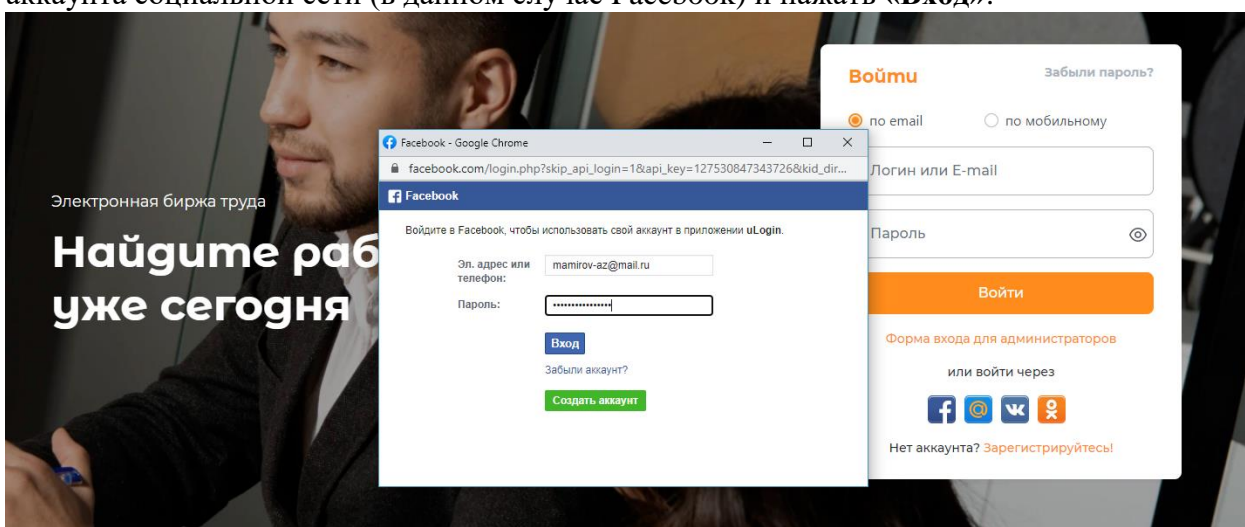 аккаунта социальной сети (в данном случае Facebook) и нажать «Вход».
Электронная биржа труда
Найдите раб
уже сегодня
Facebook - Google Chrome
facebook.com/login.php?skip_api_login=1&api_key=127530847343726&kid_dir...
Facebook
Войдите в Facebook, чтобы использовать свой аккаунт в приложении uLogin.
Эл. адрес или
телефон:
mamirov-az@mail.ru
Пароль:
Вход
Забыли аккаунт?
Создать аккаунт
Войти
Забыли пароль?
по email
по мобильному
Логин или E-mail
Пароль
Войти
Форма входа для администраторов
или войти через
Нет аккаунта? Зарегистрируйтесь!